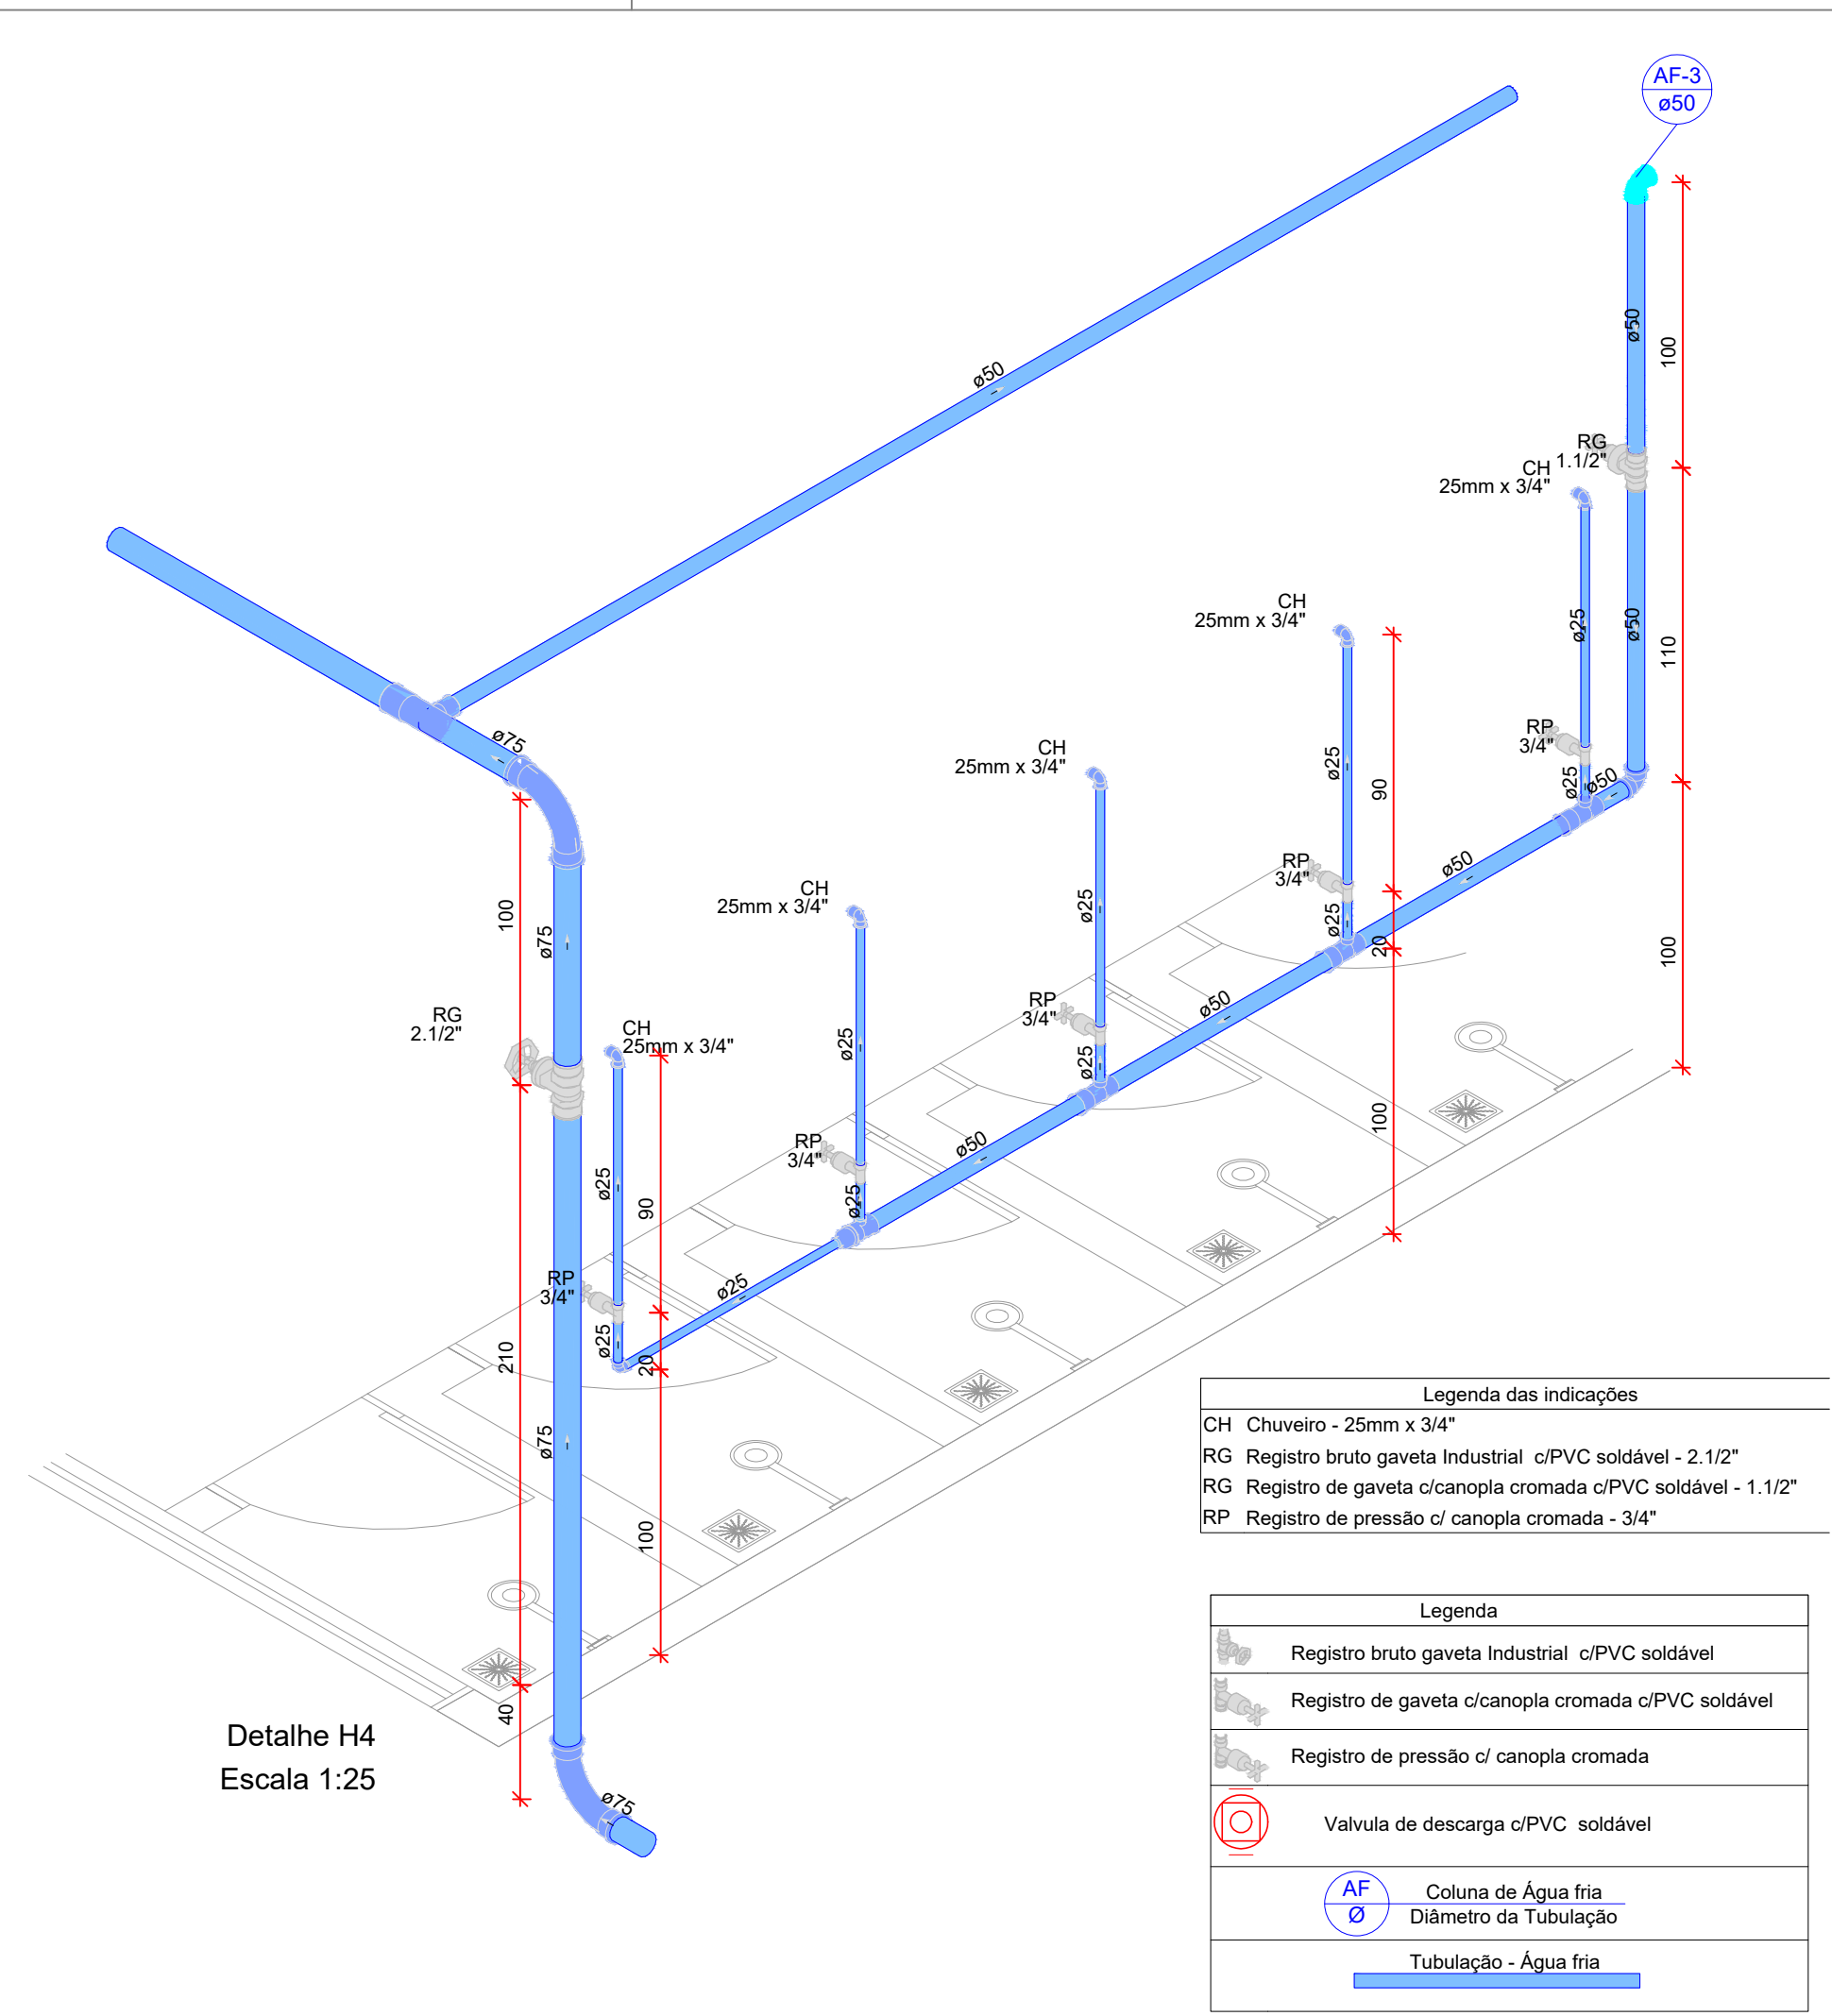 AF-3
ø50
ø50
ø50
100
RG
1.1/2"
CH
25mm x 3/4"
CH
25mm x 3/4"
ø25
ø50
110
RP
3/4"
ø25
ø50
CH
25mm x 3/4"
ø25
90
ø75
RP
3/4"
ø50
ø25
20
100
CH
25mm x 3/4"
ø25
100
ø75
RG
2.1/2"
RP
3/4"
ø50
ø25
CH
25mm x 3/4"
ø25
100
RP
3/4"
ø50
ø25
ø25
90
RP
3/4"
ø25
ø25
20
210
ø75
100
40
ø75
Detalhe H4
Escala 1:25
Legenda das indicações
CH Chuveiro - 25mm x 3/4"
RG Registro bruto gaveta Industrial c/PVC soldável - 2.1/2"
RG Registro de gaveta c/canopla cromada c/PVC soldável - 1.1/2"
RP Registro de pressão c/ canopla cromada - 3/4"
Legenda
Registro bruto gaveta Industrial c/PVC soldável
Registro de gaveta c/canopla cromada c/PVC soldável
Registro de pressão c/ canopla cromada
Valvula de descarga c/PVC soldável
AF
Ø
Coluna de Água fria
Diâmetro da Tubulação
Tubulação - Água fria